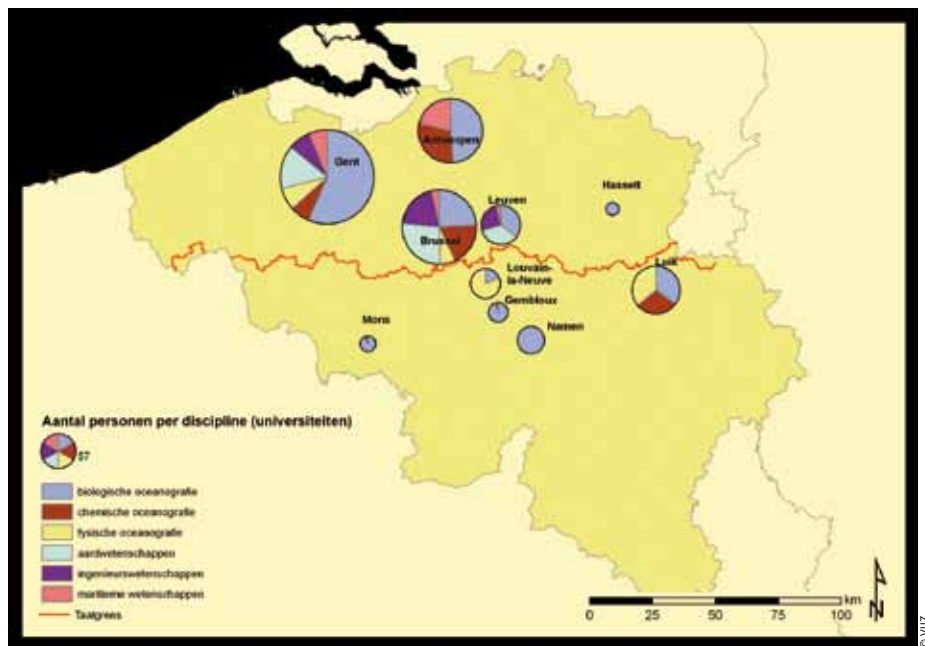 Antwerpen
Gent
Hasselt
Leuven
Brussel
Luik
Louvain-
la-Neuve
Gembloux
Mons
Namen
Aantal personen per discipline (universiteiten)
57
biologische oceanografie
chemische oceanografie
fysische oceanografie
aardwetenschappen
ingenieurswetenschappen
maritieme wetenschappen
Taalgrens
km
0 25 50 75 100
N
© VLIZ